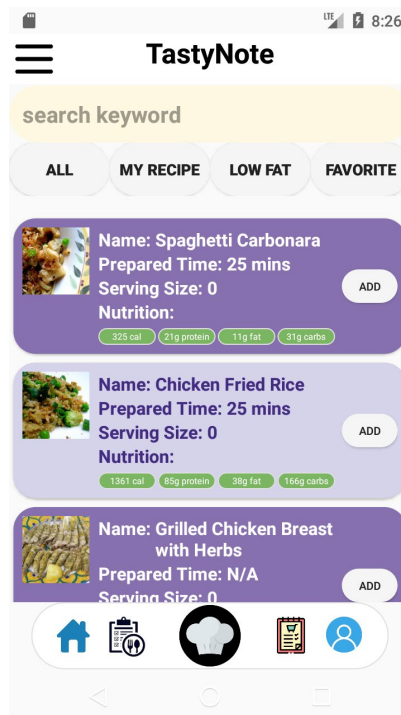 LTE 8:26
TastyNote
search keyword
ALL MY RECIPE LOW FAT FAVORITE
Name: Spaghetti Carbonara
Prepared Time: 25 mins
Serving Size: 0
ADD
Nutrition:
325 cal 21g protein 11g fat 31g carbs
Name: Chicken Fried Rice
Prepared Time: 25 mins
Serving Size: 0
ADD
Nutrition:
1361 cal 85g protein 38g fat 166g carbs
Name: Grilled Chicken Breast
with Herbs
Prepared Time: N/A
ADD
Serving Size: 0